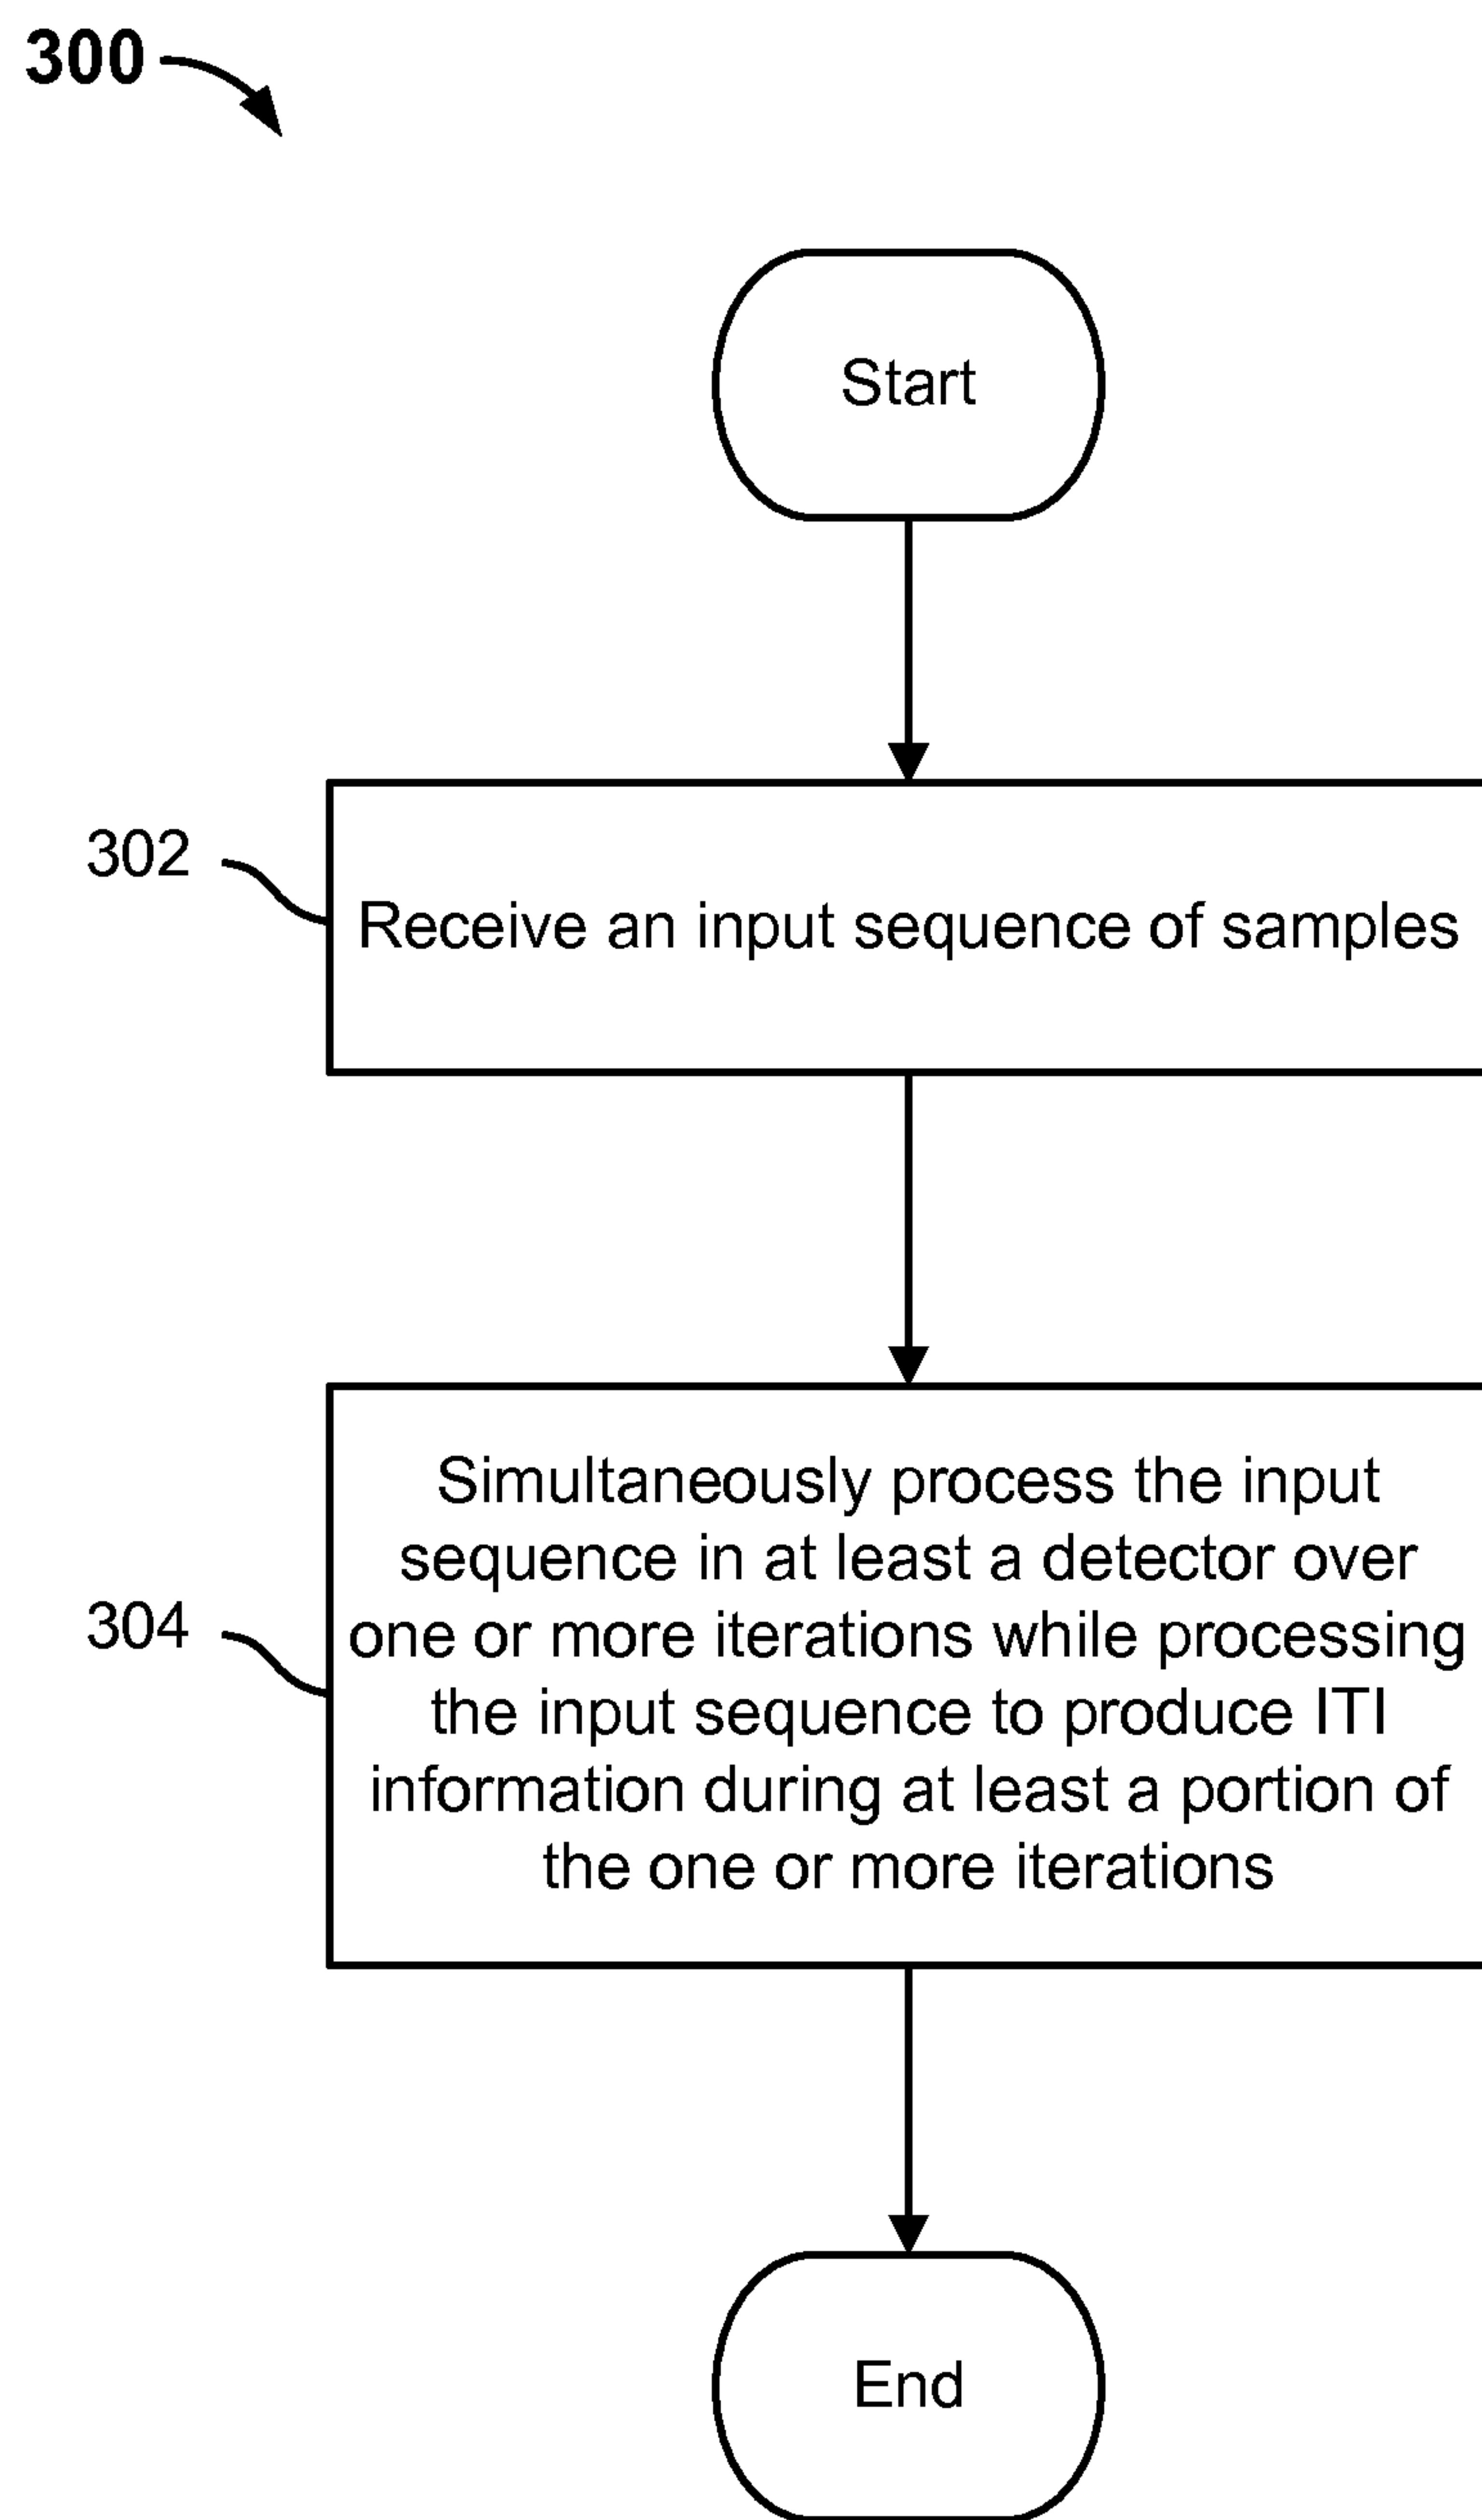 300
Start
302
Receive an input sequence of samples
304
Simultaneously process the input
sequence in at least a detector over
one or more iterations while processing
the input sequence to produce ITI
information during at least a portion of
the one or more iterations
End